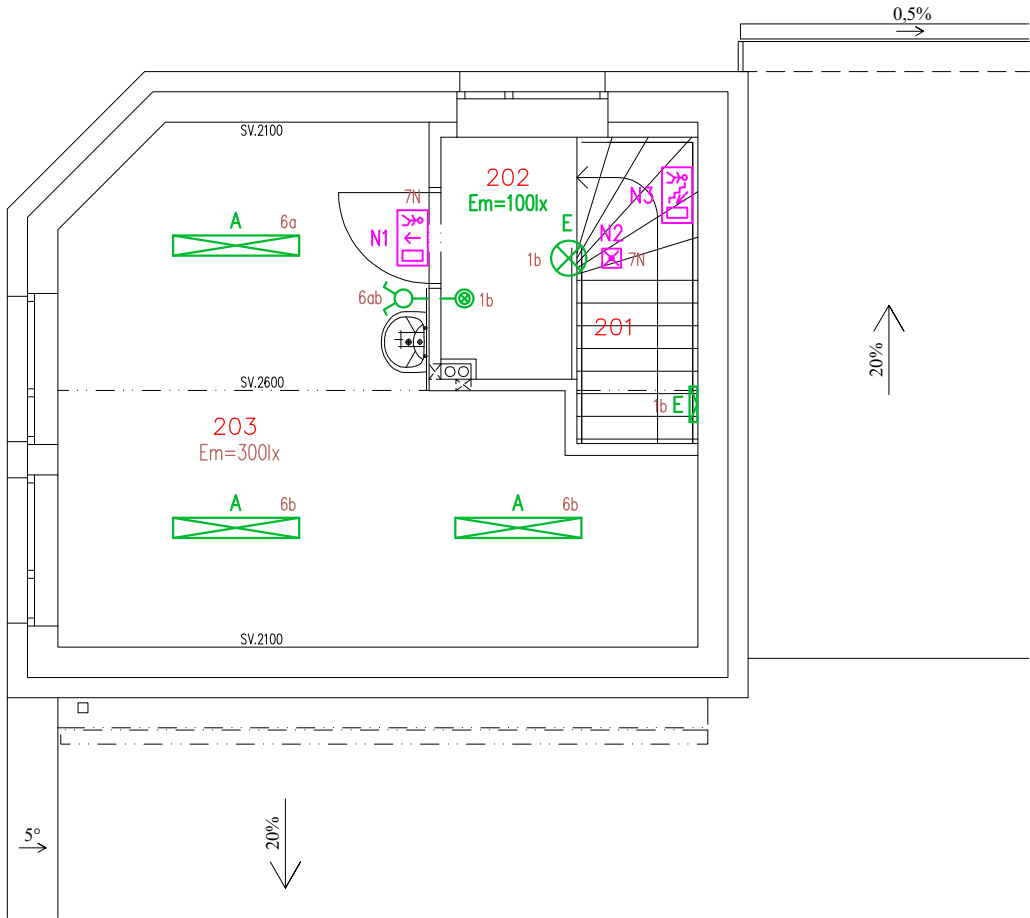 0,5%
SV.2100
202
7N
N3
Em=100lx
A
6a
E
N2
N1
1b
7N
6ab
1b
201
20%
SV.2600
1b
E
203
Em=300lx
A
6b
A
6b
SV.2100
5°
20%